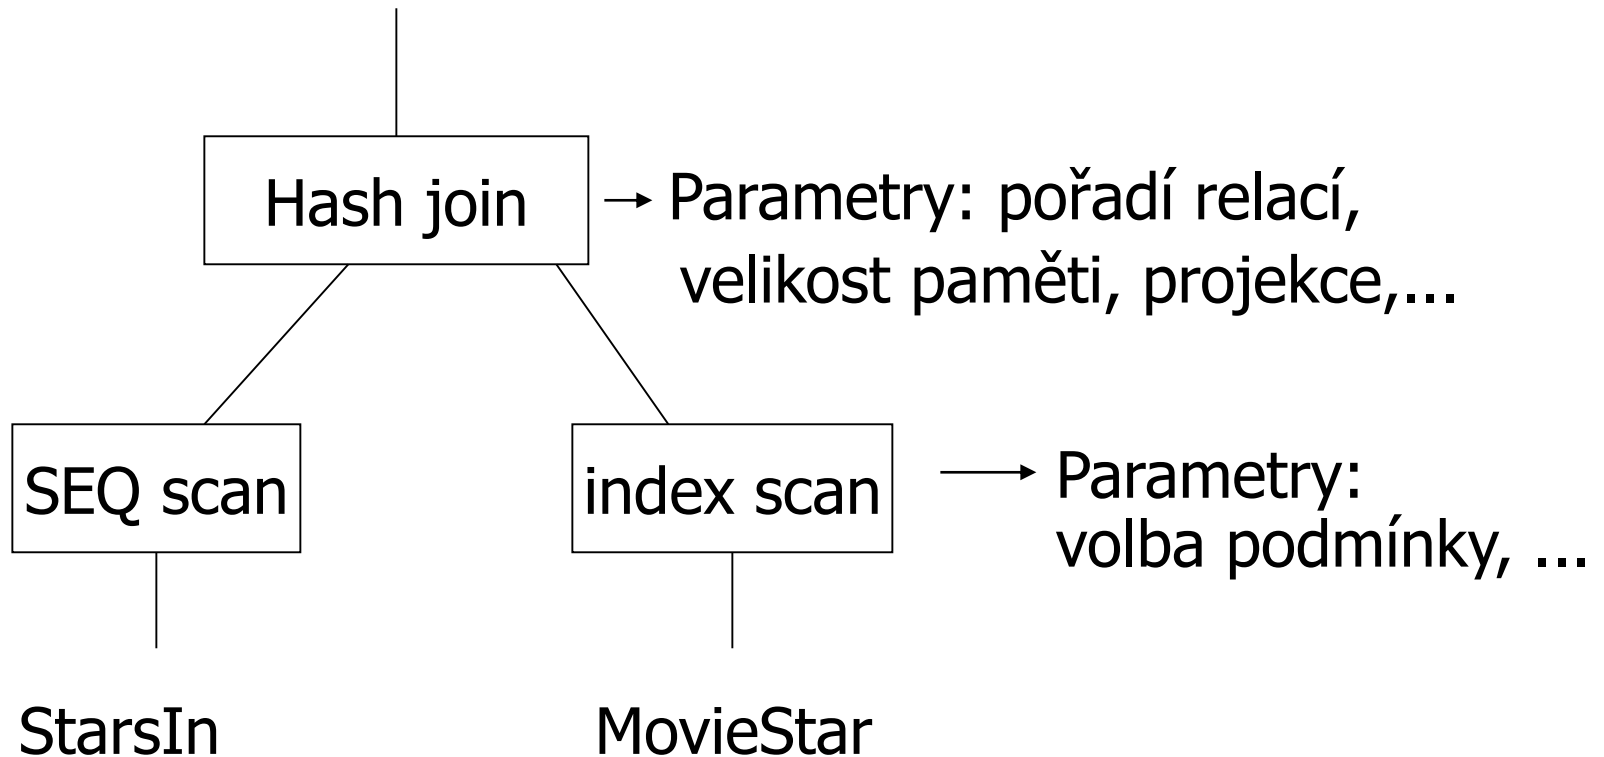 Hash join
Parametry: pořadí relací,
velikost paměti, projekce,...
SEQ scan
index scan
Parametry:
volba podmínky, ...
StarsIn
MovieStar